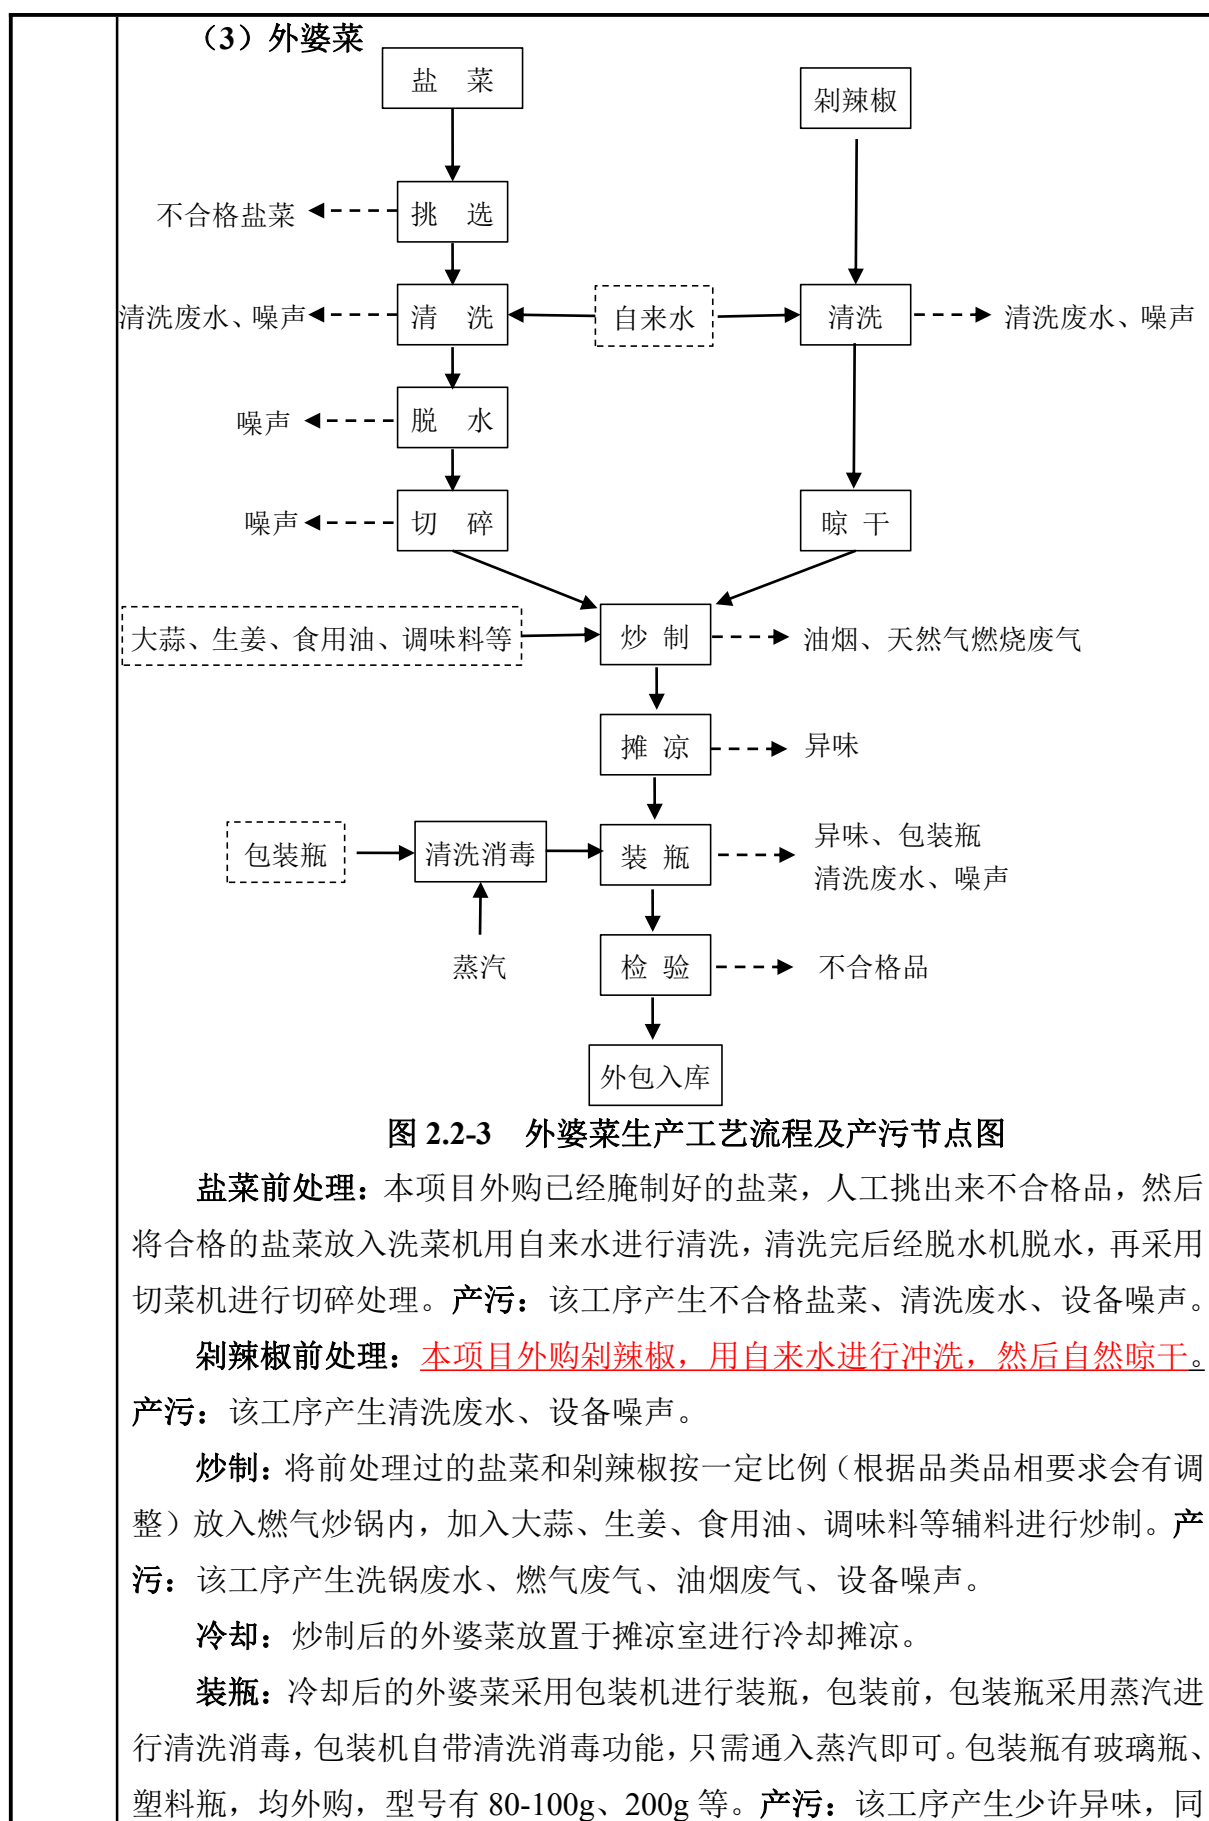 （3）外婆菜
盐 菜
剁辣椒
不合格盐菜
挑 选
清洗废水、噪声
清 洗
自来水
清洗
清洗废水、噪声
噪声
脱 水
噪声
切 碎
晾 干
大蒜、生姜、食用油、调味料等
炒 制
油烟、天然气燃烧废气
摊 凉
异味
包装瓶
清洗消毒
装 瓶
异味、包装瓶
清洗废水、噪声
蒸汽
检 验
不合格品
外包入库
图 2.2-3 外婆菜生产工艺流程及产污节点图
盐菜前处理：本项目外购已经腌制好的盐菜，人工挑出来不合格品，然后
将合格的盐菜放入洗菜机用自来水进行清洗，清洗完后经脱水机脱水，再采用
切菜机进行切碎处理。产污：该工序产生不合格盐菜、清洗废水、设备噪声。
剁辣椒前处理：本项目外购剁辣椒，用自来水进行冲洗，然后自然晾干。
产污：该工序产生清洗废水、设备噪声。
炒制：将前处理过的盐菜和剁辣椒按一定比例（根据品类品相要求会有调
整）放入燃气炒锅内，加入大蒜、生姜、食用油、调味料等辅料进行炒制。产
污：该工序产生洗锅废水、燃气废气、油烟废气、设备噪声。
冷却：炒制后的外婆菜放置于摊凉室进行冷却摊凉。
装瓶：冷却后的外婆菜采用包装机进行装瓶，包装前，包装瓶采用蒸汽进
行清洗消毒，包装机自带清洗消毒功能，只需通入蒸汽即可。包装瓶有玻璃瓶、
塑料瓶，均外购，型号有 80-100g、200g 等。产污：该工序产生少许异味，同